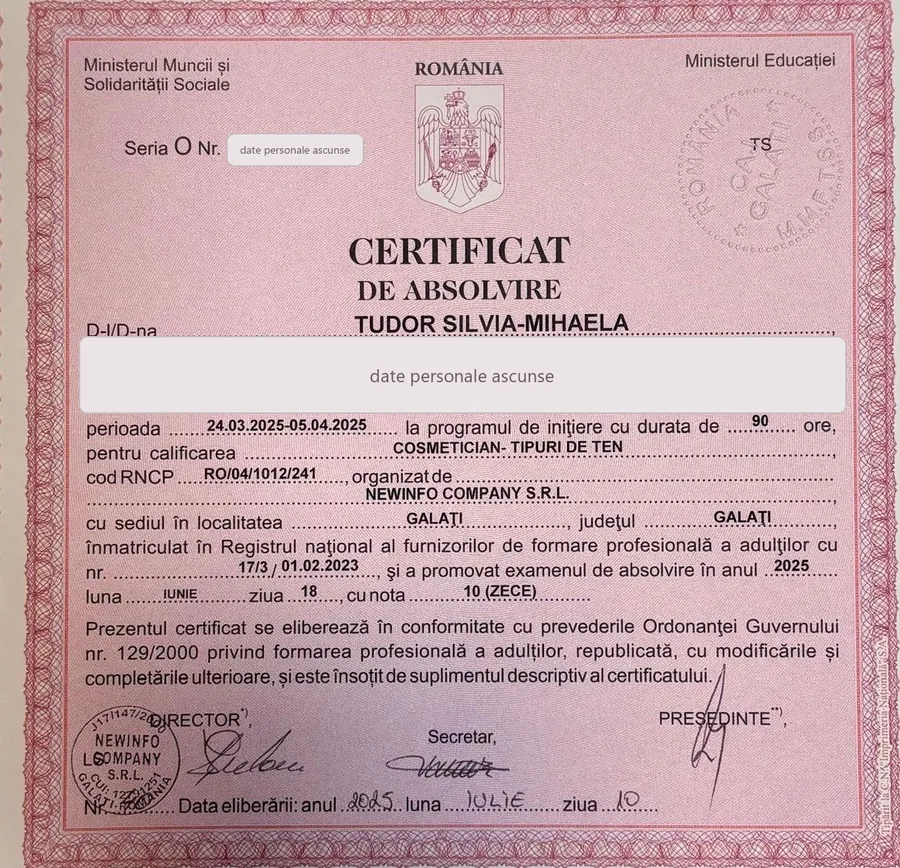 Ministerul Muncii și
Solidarității Sociale
ROMÂNIA
Ministerul Educației
Seria O Nr. date personale ascunse
TS
ROMÂNIA
GALAȚI
MMFTSS
CERTIFICAT
DE ABSOLVIRE
D-l/D-na TUDOR SILVIA-MIHAELA,
date personale ascunse
perioada 24.03.2025-05.04.2025 la programul de inițiere cu durata de 90 ore,
pentru calificarea COSMETICIAN- TIPURI DE TEN,
cod RNCP RO/04/1012/241, organizat de
NEWINFO COMPANY S.R.L.,
cu sediul în localitatea GALAȚI, județul GALAȚI,
înmatriculat în Registrul național al furnizorilor de formare profesională a adulților cu
nr. 17/3 / 01.02.2023, și a promovat examenul de absolvire în anul 2025
luna IUNIE ziua 18, cu nota 10 (ZECE)
Prezentul certificat se eliberează în conformitate cu prevederile Ordonanței Guvernului
nr. 129/2000 privind formarea profesională a adulților, republicată, cu modificările și
completările ulterioare, și este însoțit de suplimentul descriptiv al certificatului.
DIRECTOR*),
Secretar,
PREȘEDINTE**),
NEWINFO
COMPANY
S.R.L.
Nr. Data eliberării: anul 2025 luna IULIE ziua 10
Tipărit la C.N. "Imprimeria Națională" S.A.